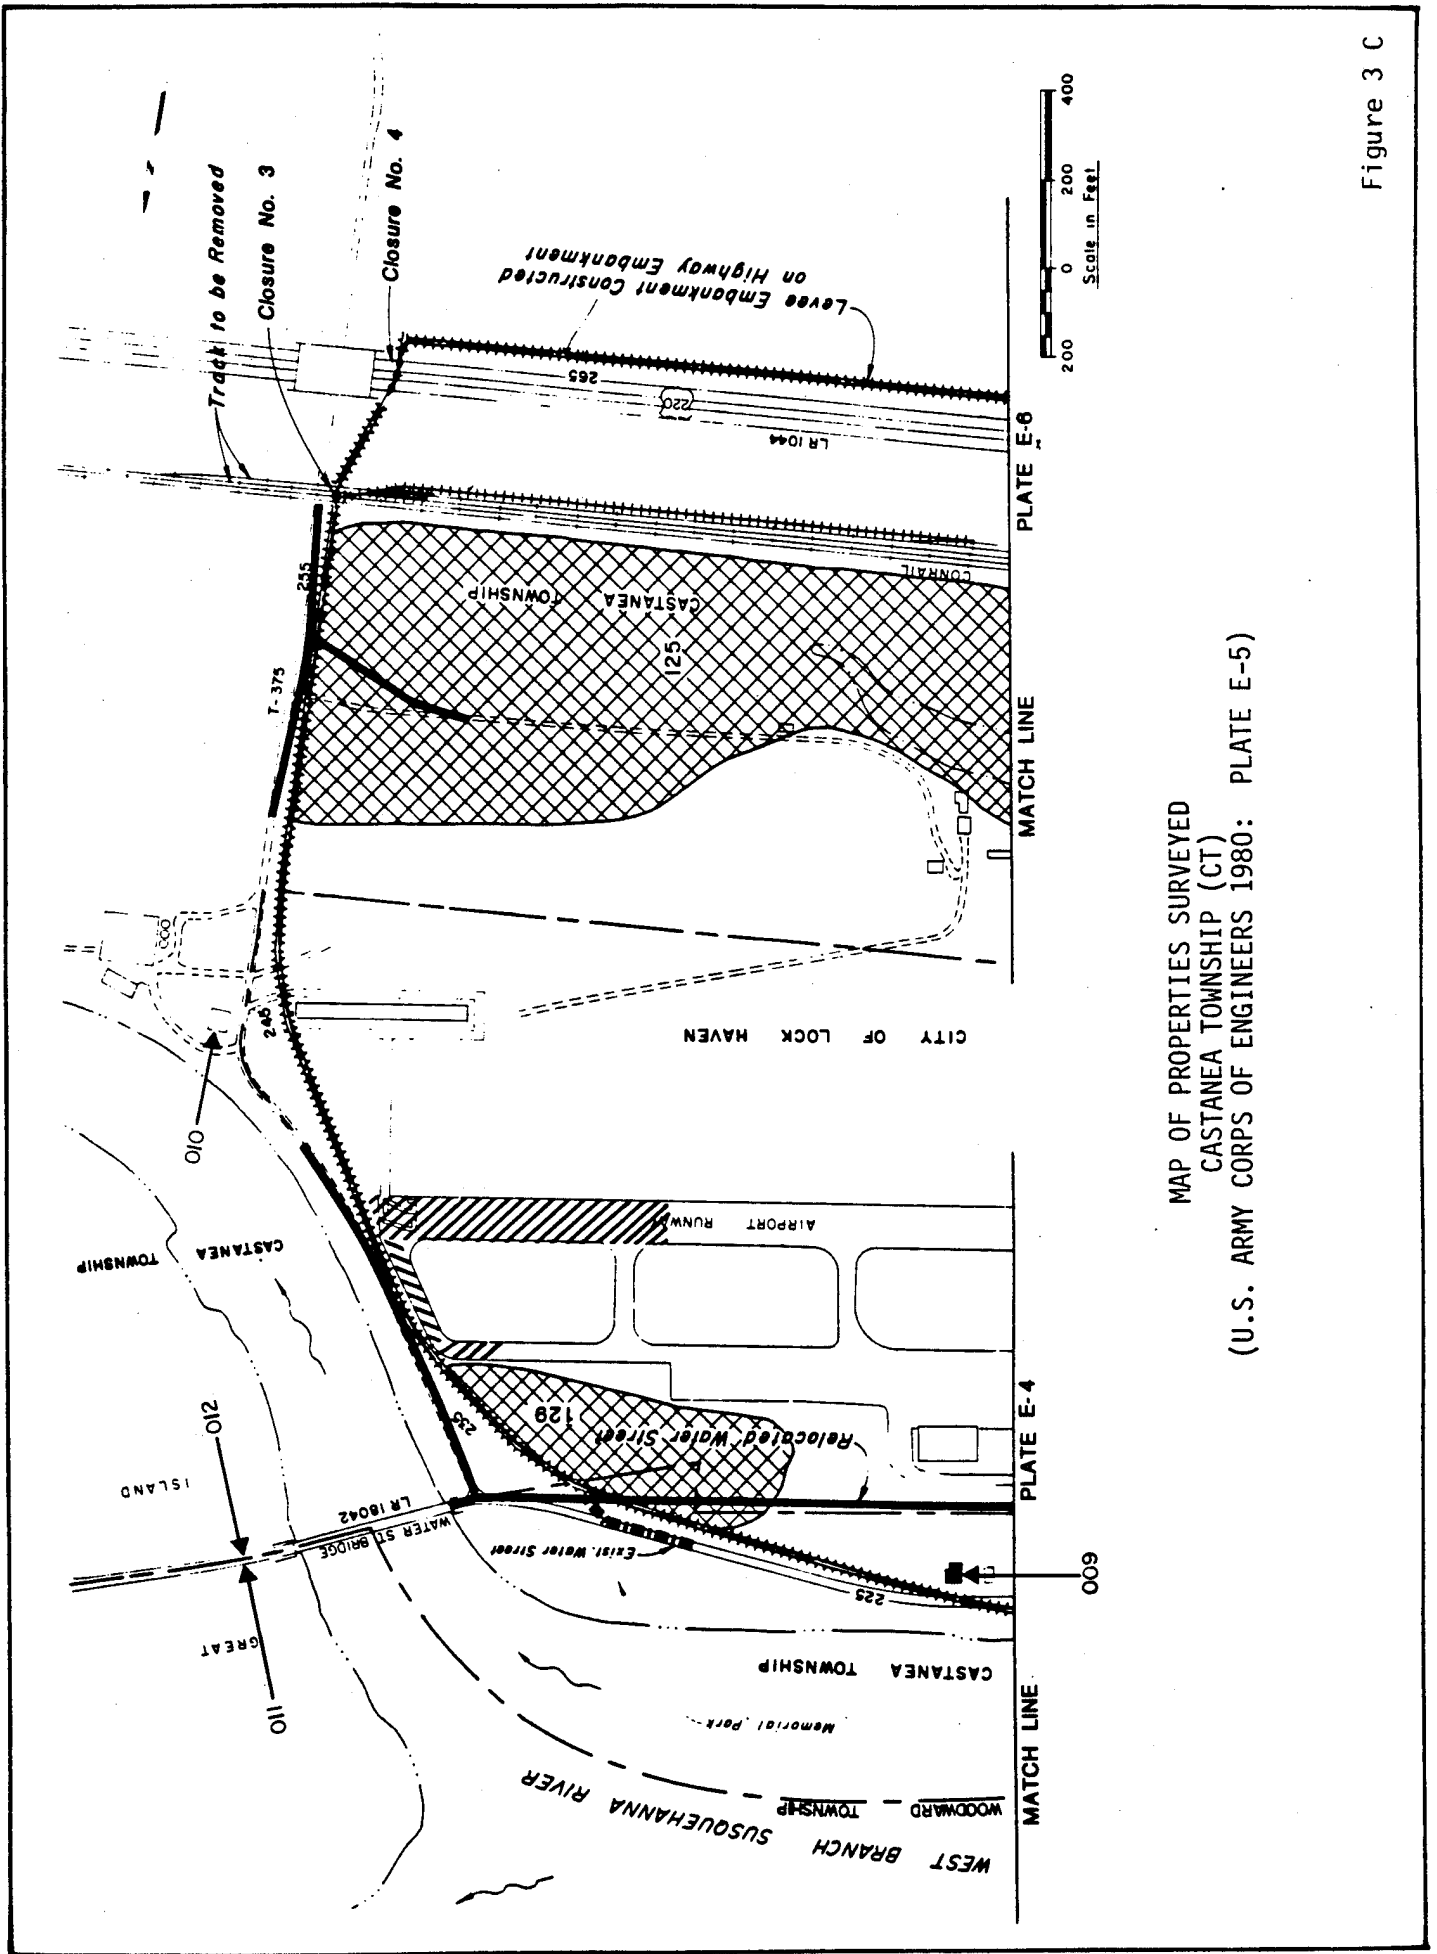 Figure 3 C
Track to be Removed
Closure No. 3
Closure No. 4
Levee Embankment Constructed
on Highway Embankment
265
220
LR 1044
400
200
0
200
Scale in Feet
PLATE E-6
MATCH LINE
CONRAIL
CASTANEA
TOWNSHIP
125
255
T-375
245
010
CITY OF LOCK HAVEN
AIRPORT RUNWAY
CASTANEA
TOWNSHIP
129
235
Relocated Water Street
PLATE E-4
MATCH LINE
012
ISLAND
LR 18042
WATER ST. BRIDGE
Exist. Water Street
225
009
GREAT
011
CASTANEA TOWNSHIP
Memorial Park
WOODWARD TOWNSHIP
WEST BRANCH SUSQUEHANNA RIVER
MAP OF PROPERTIES SURVEYED
CASTANEA TOWNSHIP (CT)
(U.S. ARMY CORPS OF ENGINEERS 1980: PLATE E-5)